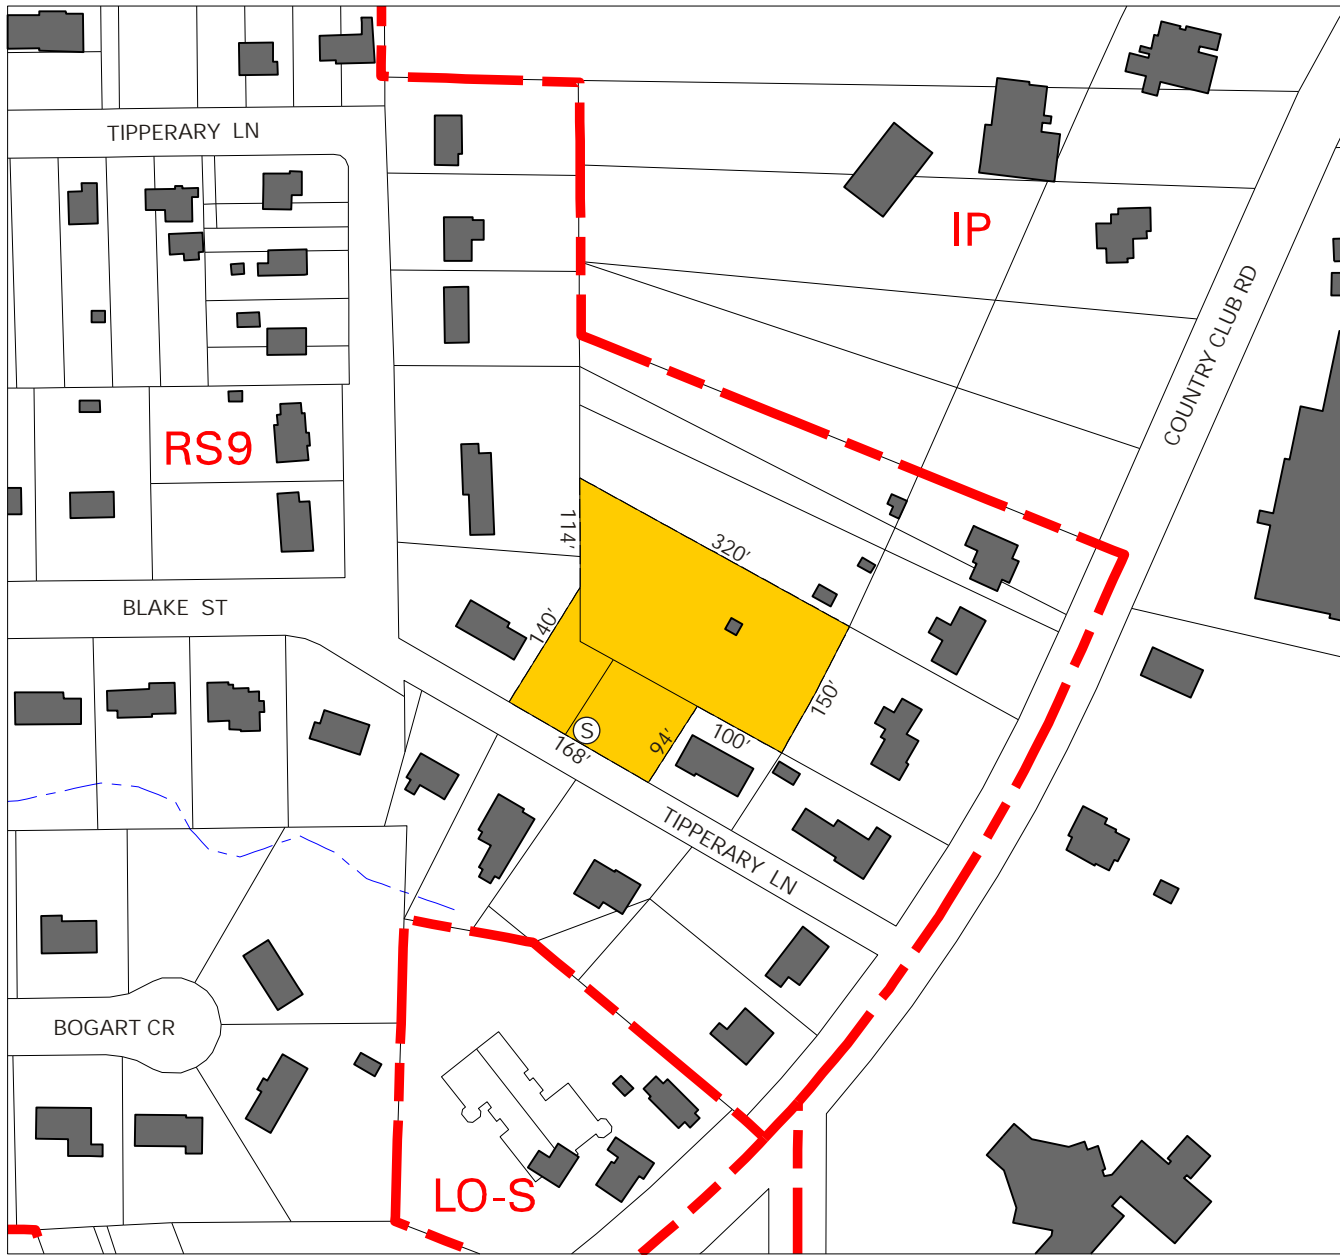 TIPPERARY LN
IP
COUNTRY CLUB RD
RS9
114'
320'
BLAKE ST
140'
150'
S
168'
94'
100'
TIPPERARY LN
BOGART CR
LO-S